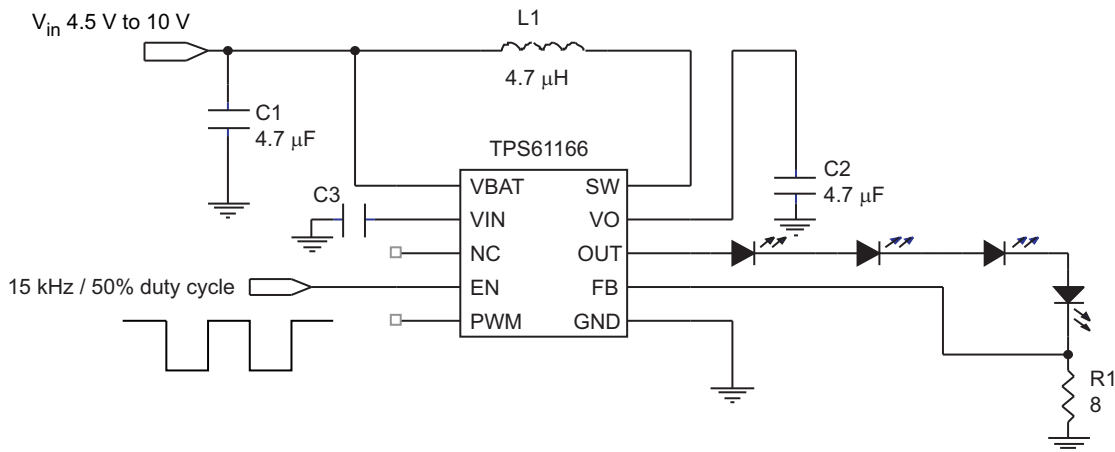 Vin 4.5 V to 10 V
L1
4.7 μH
C1
4.7 μF
TPS61166
C2
4.7 μF
C3
VBAT
SW
VIN
VO
NC
OUT
15 kHz / 50% duty cycle
EN
FB
PWM
GND
R1
8